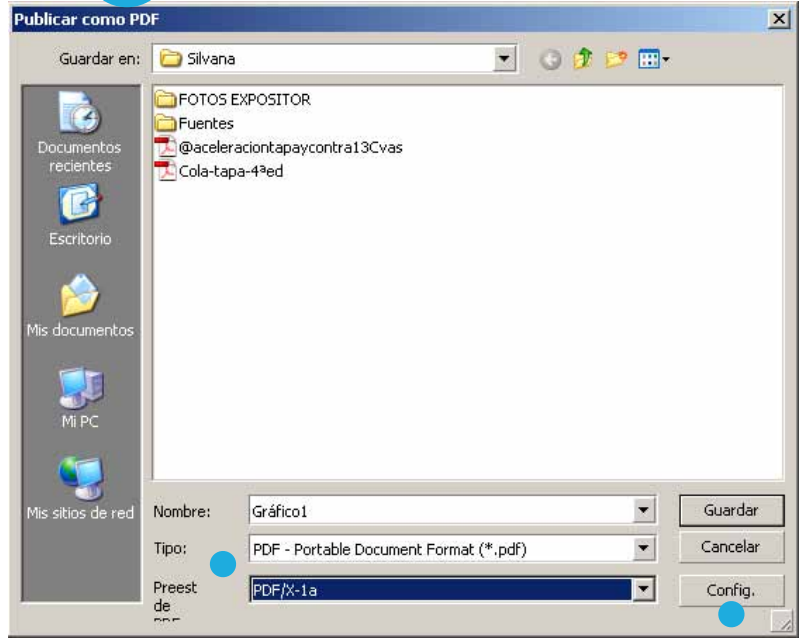 Publicar como PDF
Guardar en:
Silvana
Documentos
recientes
Escritorio
Mis documentos
Mi PC
Mis sitios de red
FOTOS EXPOSITOR
Fuentes
@aceleraciontapaycontra13Cvas
Cola-tapa-4ªed
Nombre:
Gráfico1
Guardar
Tipo:
PDF - Portable Document Format (*.pdf)
Cancelar
Preest
de
PDF/X-1a
Config.